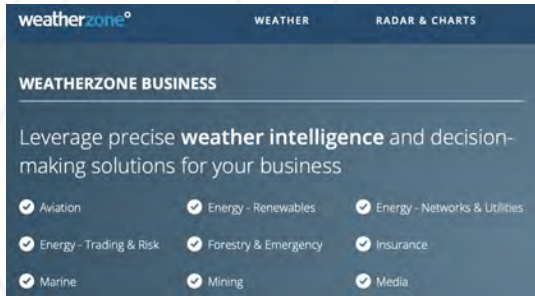 weatherzone° WEATHER RADAR & CHARTS
WEATHERZONE BUSINESS
Leverage precise weather intelligence and decision-
making solutions for your business
Aviation Energy - Renewables Energy - Networks & Utilities
Energy - Trading & Risk Forestry & Emergency Insurance
Marine Mining Media